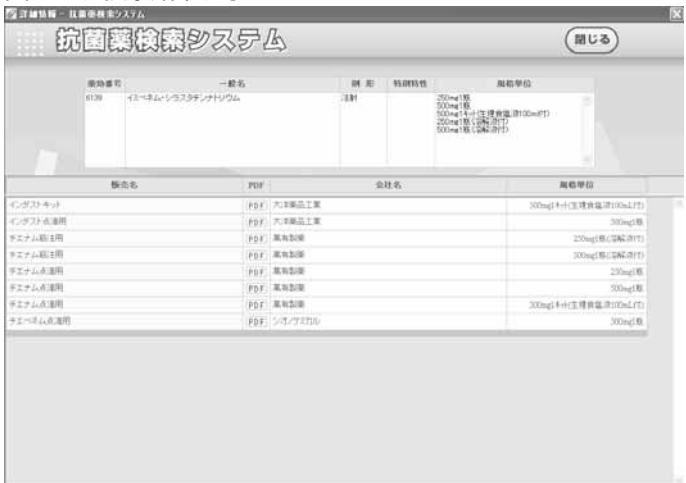 詳細情報 - 抗菌薬検索システム
抗菌薬検索システム
閉じる
薬効番号 一般名 剤形 特別特性 規格単位
6139 イミペネム・シラスタチンナトリウム 注射 250mg1瓶
500mg1瓶
500mg1キット(生理食塩液100ml付)
250mg1瓶(溶解液付)
500mg1瓶(溶解液付)
販売名 PDF 会社名 規格単位
インダストキット PDF 大洋薬品工業 500mg1キット(生理食塩液100mL付)
インダスト点滴用 PDF 大洋薬品工業 500mg1瓶
チエナム筋注用 PDF 萬有製薬 250mg1瓶(溶解液付)
チエナム筋注用 PDF 萬有製薬 500mg1瓶(溶解液付)
チエナム点滴用 PDF 萬有製薬 250mg1瓶
チエナム点滴用 PDF 萬有製薬 500mg1瓶
チエナム点滴用 PDF 萬有製薬 500mg1キット(生理食塩液100mL付)
チエペネム点滴用 PDF シオノケミカル 500mg1瓶